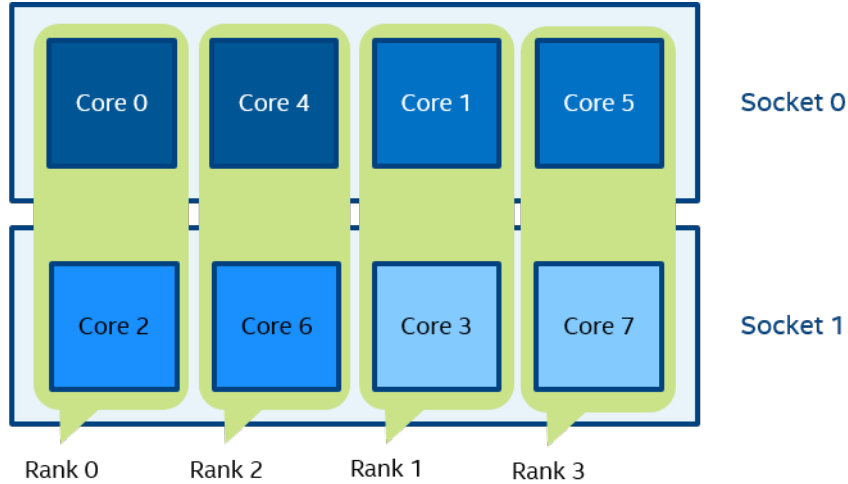 Core 0 Core 4 Core 1 Core 5 Socket 0
Core 2 Core 6 Core 3 Core 7 Socket 1
Rank 0 Rank 2 Rank 1 Rank 3